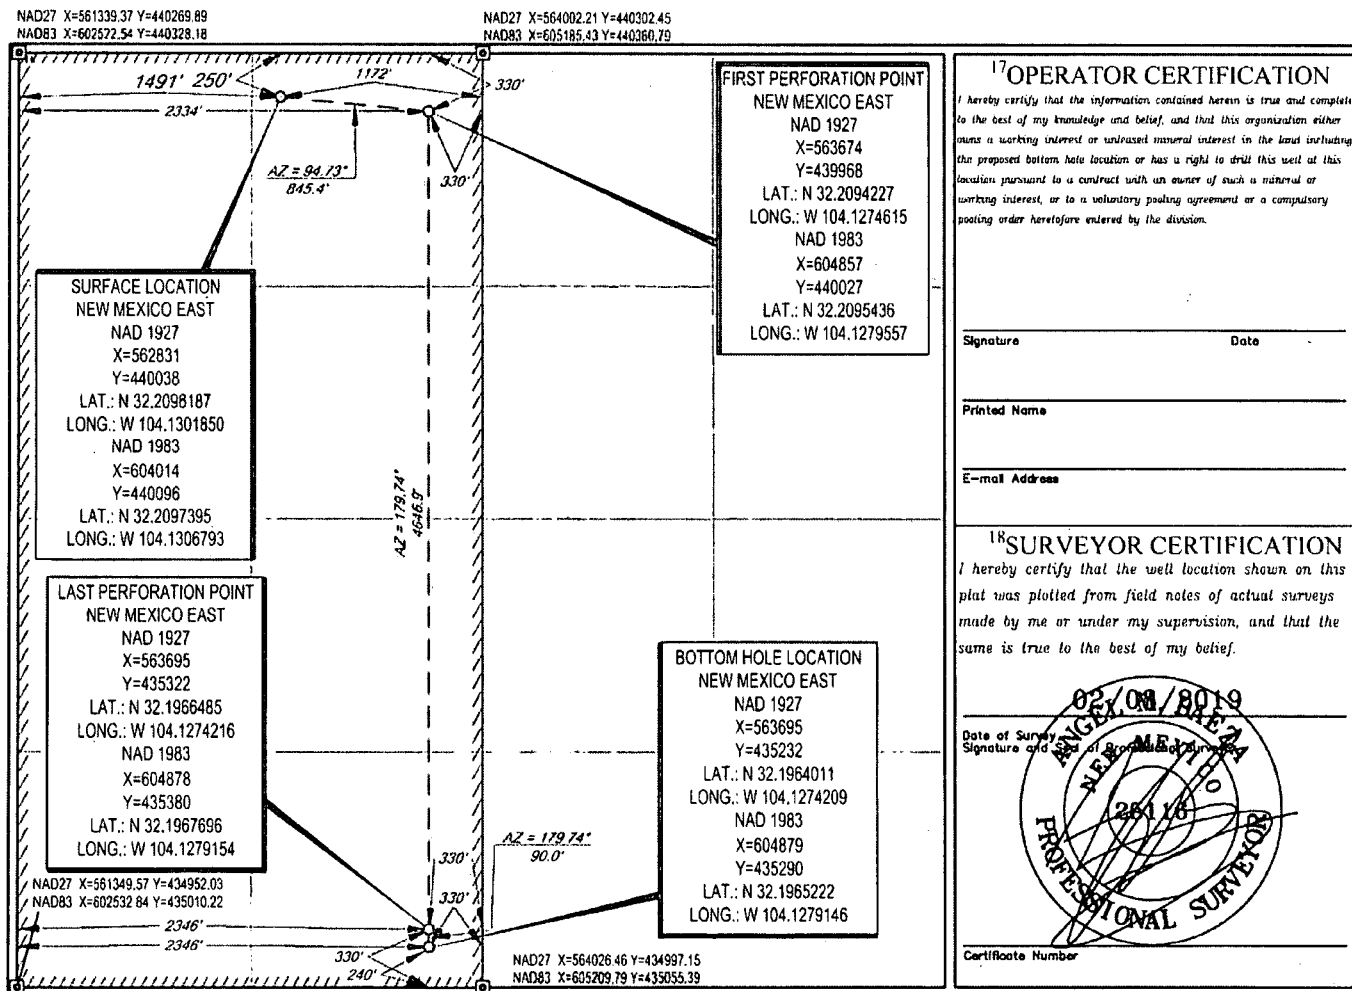 NAD27 X=561339.37 Y=440269.89
NAD83 X=602522.54 Y=440328.18
NAD27 X=564002.21 Y=440302.45
NAD83 X=605185.43 Y=440360.79
1491' 250'
1172'
330'
2334'
AZ = 94.73°
845.4'
330'
FIRST PERFORATION POINT
NEW MEXICO EAST
NAD 1927
X=563674
Y=439968
LAT.: N 32.2094227
LONG.: W 104.1274615
NAD 1983
X=604857
Y=440027
LAT.: N 32.2095436
LONG.: W 104.1279557
SURFACE LOCATION
NEW MEXICO EAST
NAD 1927
X=562831
Y=440038
LAT.: N 32.2096187
LONG.: W 104.1301850
NAD 1983
X=604014
Y=440096
LAT.: N 32.2097395
LONG.: W 104.1306793
AZ = 179.74°
4646.9'
LAST PERFORATION POINT
NEW MEXICO EAST
NAD 1927
X=563695
Y=435322
LAT.: N 32.1966485
LONG.: W 104.1274216
NAD 1983
X=604878
Y=435380
LAT.: N 32.1967696
LONG.: W 104.1279154
BOTTOM HOLE LOCATION
NEW MEXICO EAST
NAD 1927
X=563695
Y=435232
LAT.: N 32.1964011
LONG.: W 104.1274209
NAD 1983
X=604879
Y=435290
LAT.: N 32.1965222
LONG.: W 104.1279146
AZ = 179.74°
90.0'
330'
330'
NAD27 X=561349.57 Y=434952.03
NAD83 X=602532.84 Y=435010.22
2346'
2346'
330'
240'
NAD27 X=564026.46 Y=434997.15
NAD83 X=605209.79 Y=435055.39
17OPERATOR CERTIFICATION
I hereby certify that the information contained herein is true and complete
to the best of my knowledge and belief, and that this organization either
owns a working interest or unleased mineral interest in the land including
the proposed bottom hole location or has a right to drill this well at this
location pursuant to a contract with an owner of such a mineral or
working interest, or to a voluntary pooling agreement or a compulsory
pooling order heretofore entered by the division.
Signature Date
Printed Name
E-mail Address
18SURVEYOR CERTIFICATION
I hereby certify that the well location shown on this
plat was plotted from field notes of actual surveys
made by me or under my supervision, and that the
same is true to the best of my belief.
Date of Survey
Signature and Seal of Professional Surveyor
ANGEL M. BAEZA
NEW MEXICO
PROFESSIONAL SURVEYOR
Certificate Number